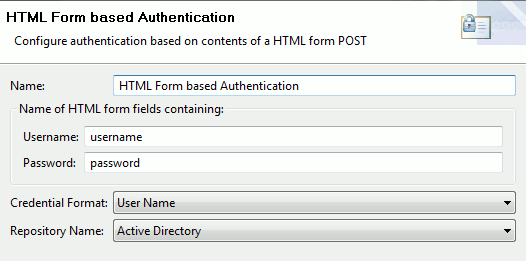 HTML Form based Authentication
Configure authentication based on contents of a HTML form POST
Name: HTML Form based Authentication
Name of HTML form fields containing:
Username: username
Password: password
Credential Format: User Name
Repository Name: Active Directory